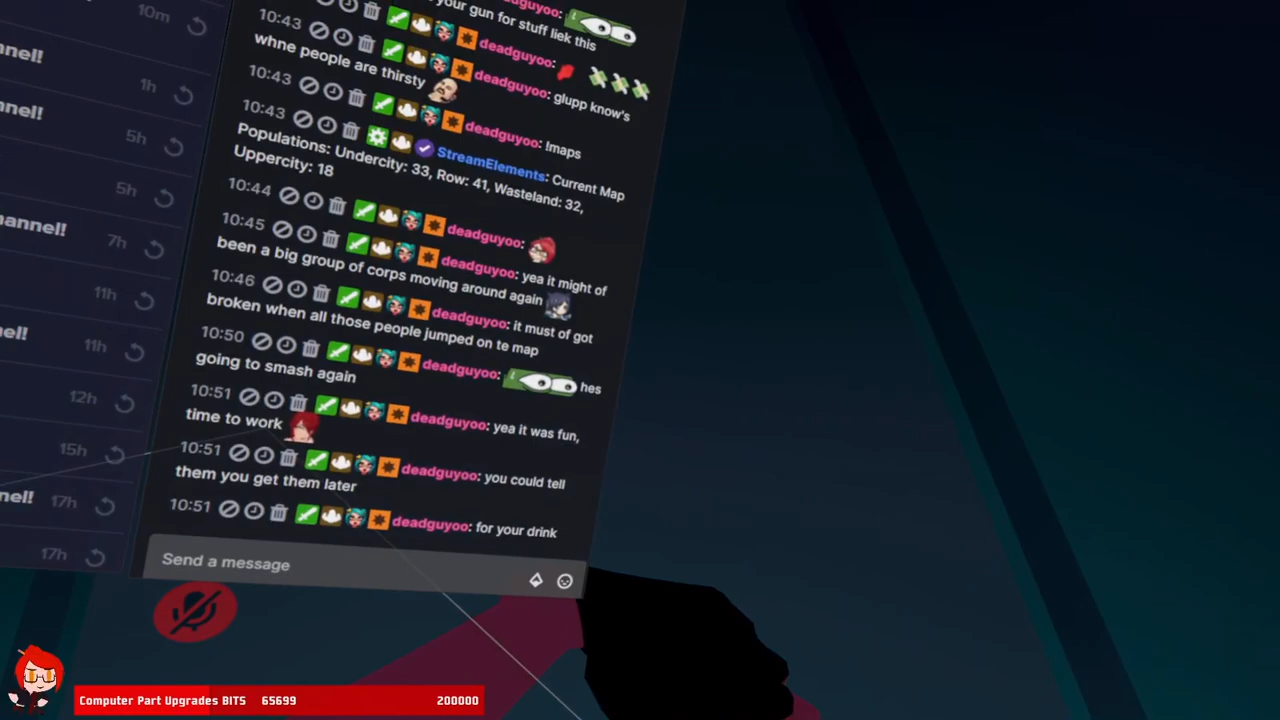 10m
nnel!
1h
nnel!
5h
5h
hannel!
7h
11h
nel!
11h
12h
15h
nel!
17h
17h
your gun for stuff liek this
10:43 deadguyoo:
whne people are thirsty
10:43 deadguyoo: glupp know's
10:43 deadguyoo: !maps
StreamElements: Current Map
Populations: Undercity: 33, Row: 41, Wasteland: 32,
Uppercity: 18
10:44 deadguyoo:
10:45 deadguyoo: yea it might of
been a big group of corps moving around again
10:46 deadguyoo: it must of got
broken when all those people jumped on te map
10:50 deadguyoo: hes
going to smash again
10:51 deadguyoo: yea it was fun,
time to work
10:51 deadguyoo: you could tell
them you get them later
10:51 deadguyoo: for your drink
Send a message
Computer Part Upgrades BITS 65699 200000